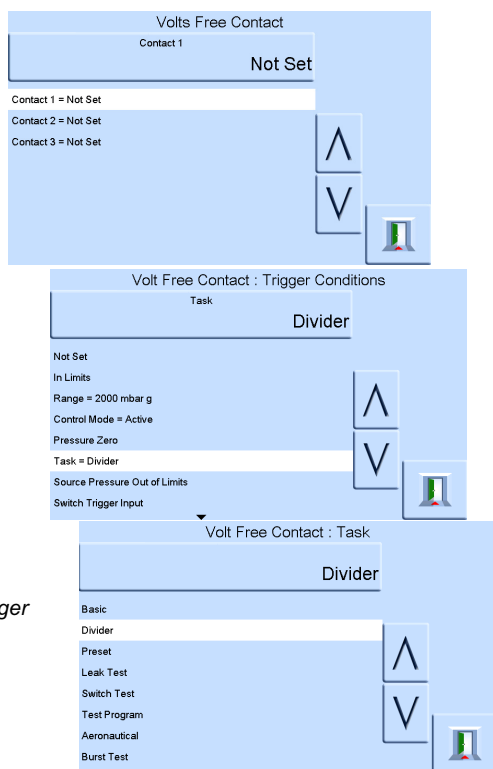 Volts Free Contact
Contact 1
Not Set
Contact 1 = Not Set
Contact 2 = Not Set
Contact 3 = Not Set
Volt Free Contact : Trigger Conditions
Task
Divider
Not Set
In Limits
Range = 2000 mbar g
Control Mode = Active
Pressure Zero
Task = Divider
Source Pressure Out of Limits
Switch Trigger Input
Volt Free Contact : Task
Divider
ger
Basic
Divider
Preset
Leak Test
Switch Test
Test Program
Aeronautical
Burst Test